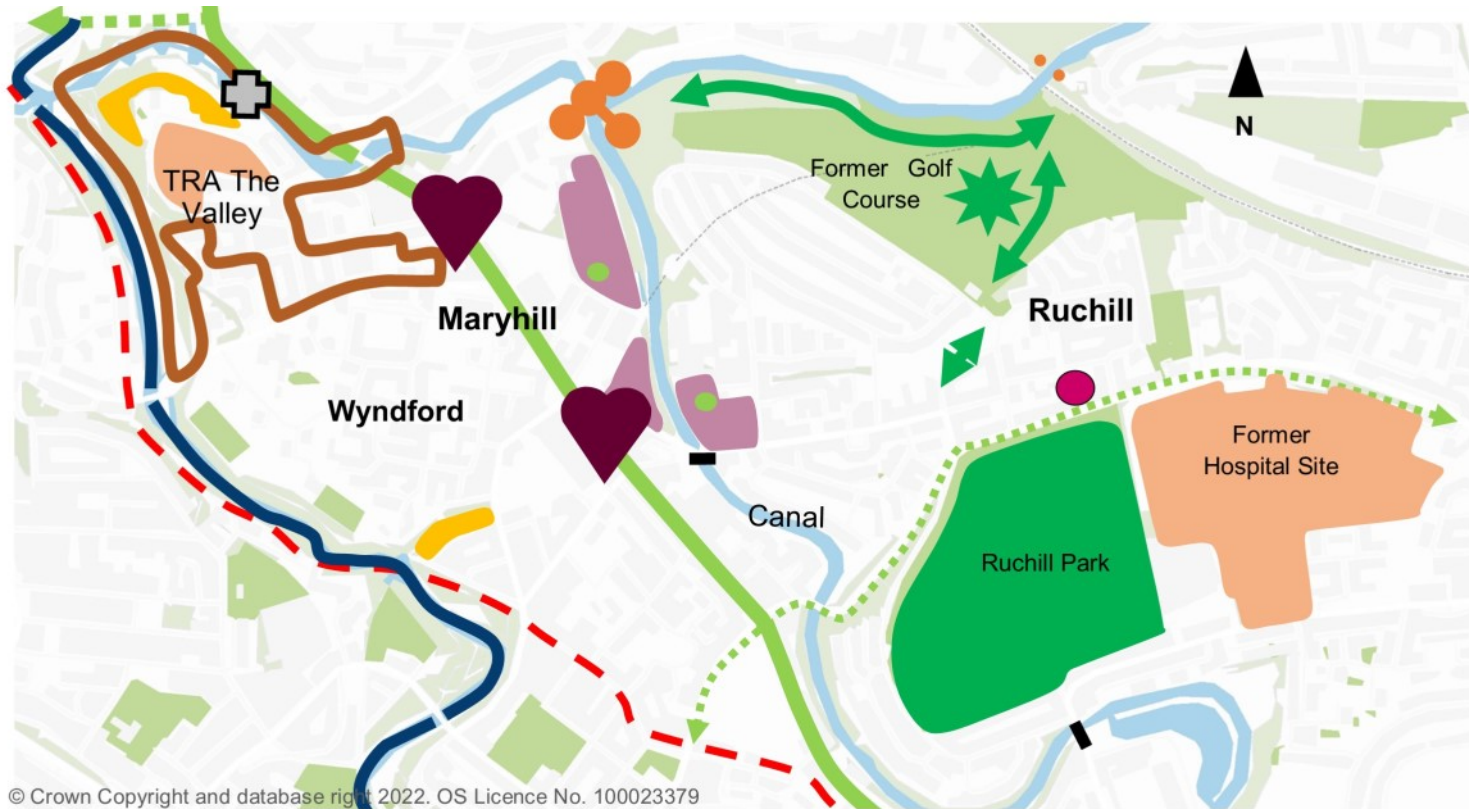 N
Former Golf
Course
TRA The
Valley
Ruchill
Maryhill
Wyndford
Former
Hospital Site
Canal
Ruchill Park
© Crown Copyright and database right 2022. OS Licence No. 100023379